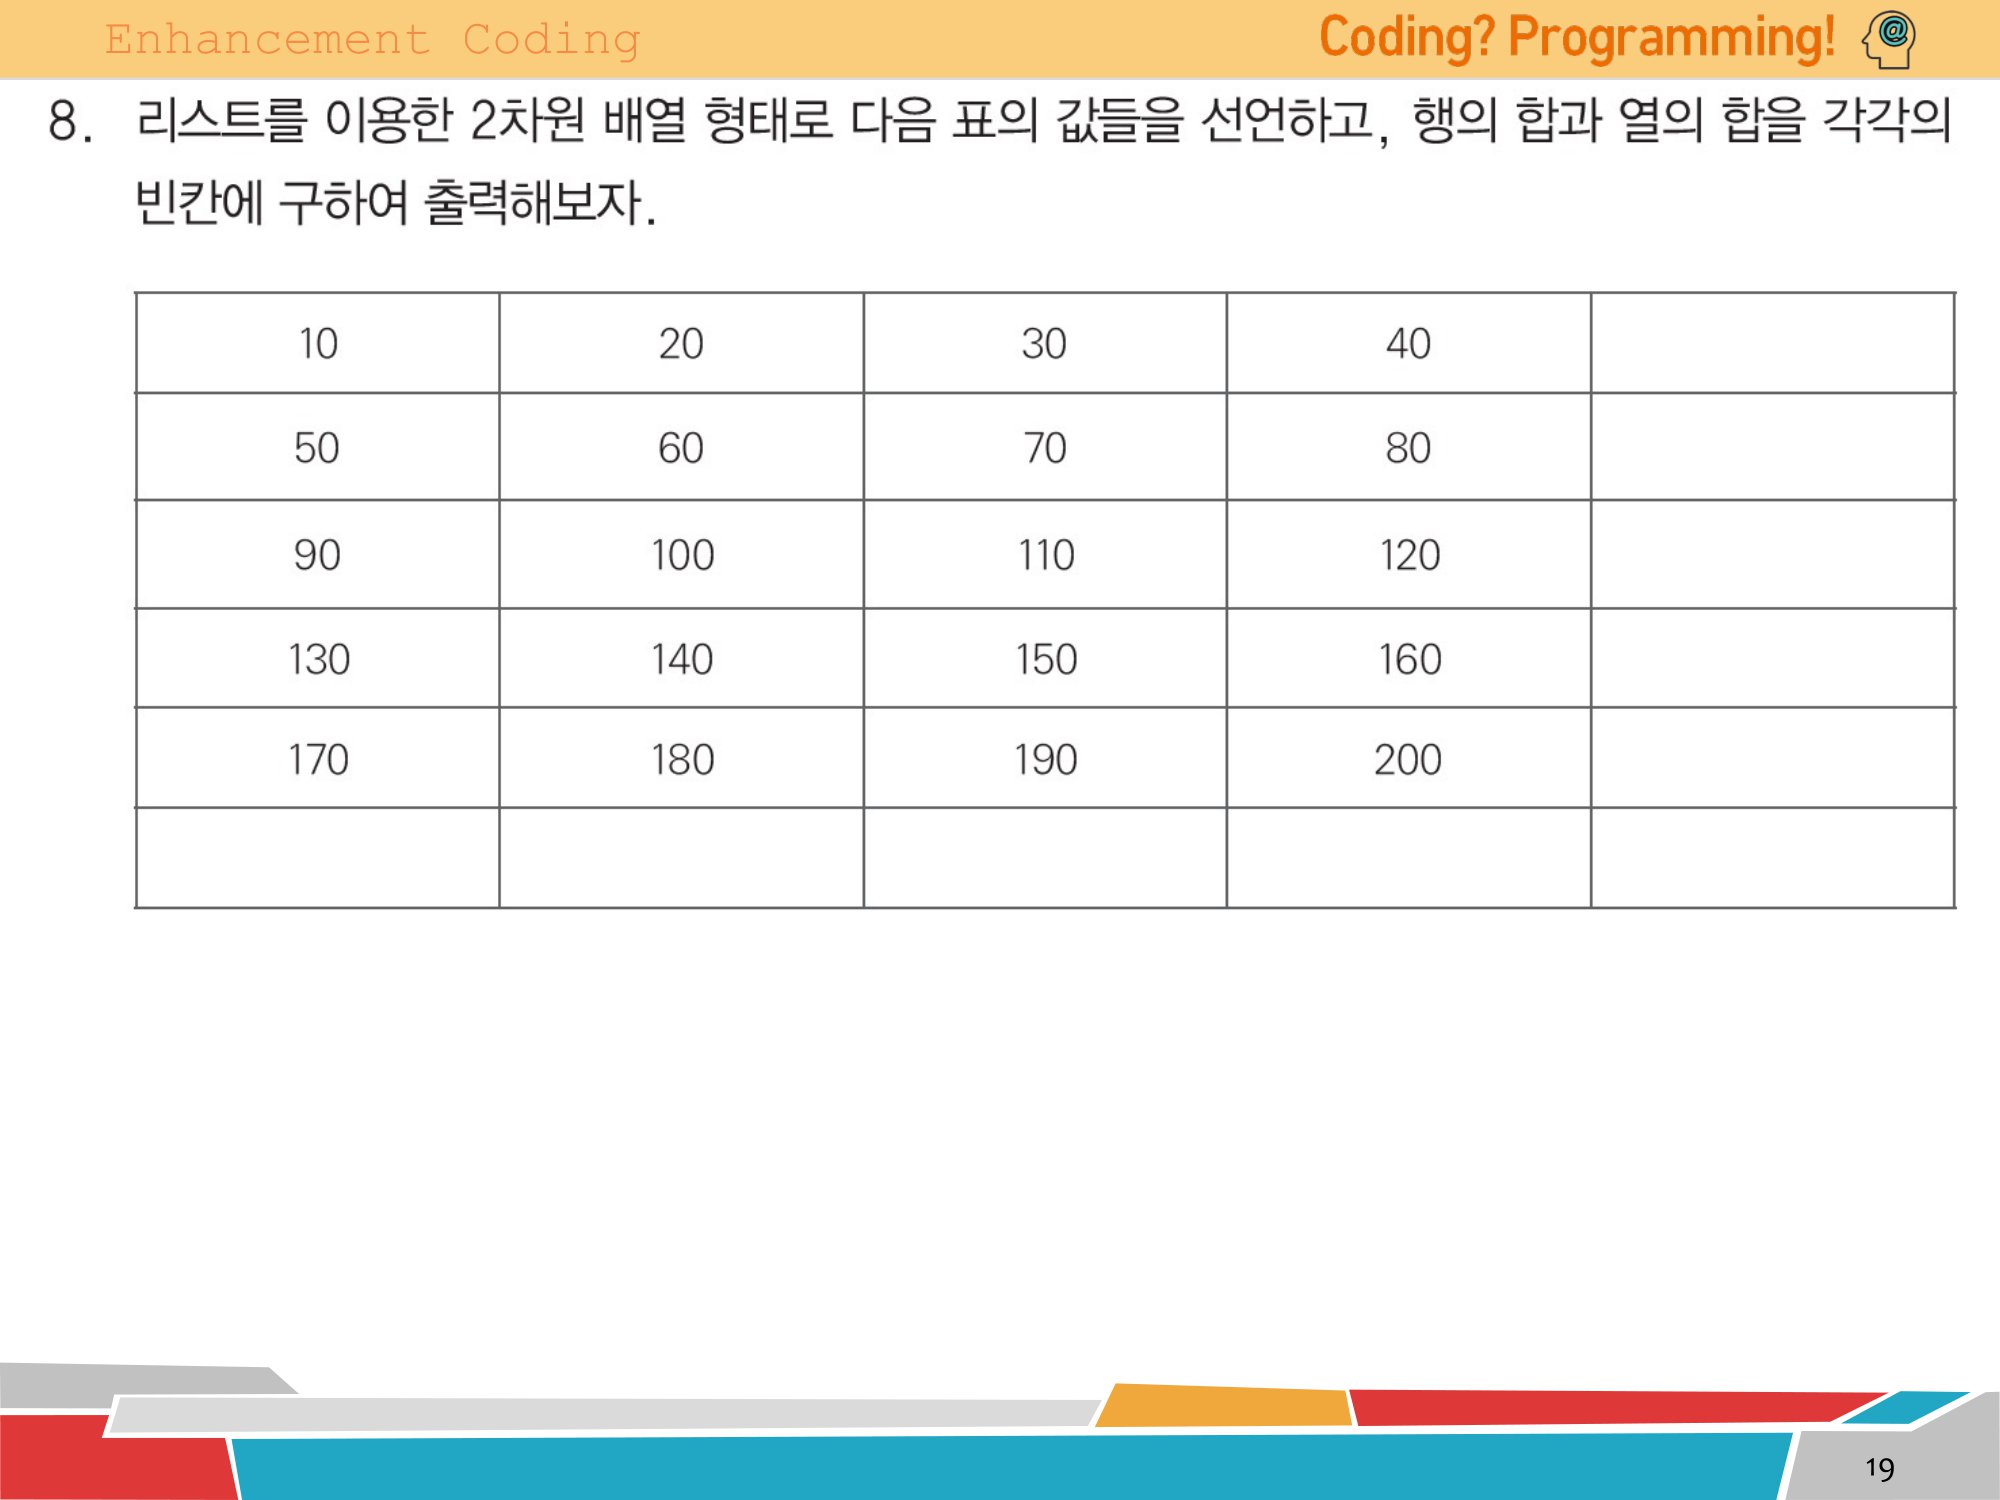 Enhancement Coding
Coding? Programming!
8. 리스트를 이용한 2차원 배열 형태로 다음 표의 값들을 선언하고, 행의 합과 열의 합을 각각의
빈칸에 구하여 출력해보자.
10 20 30 40
50 60 70 80
90 100 110 120
130 140 150 160
170 180 190 200
19